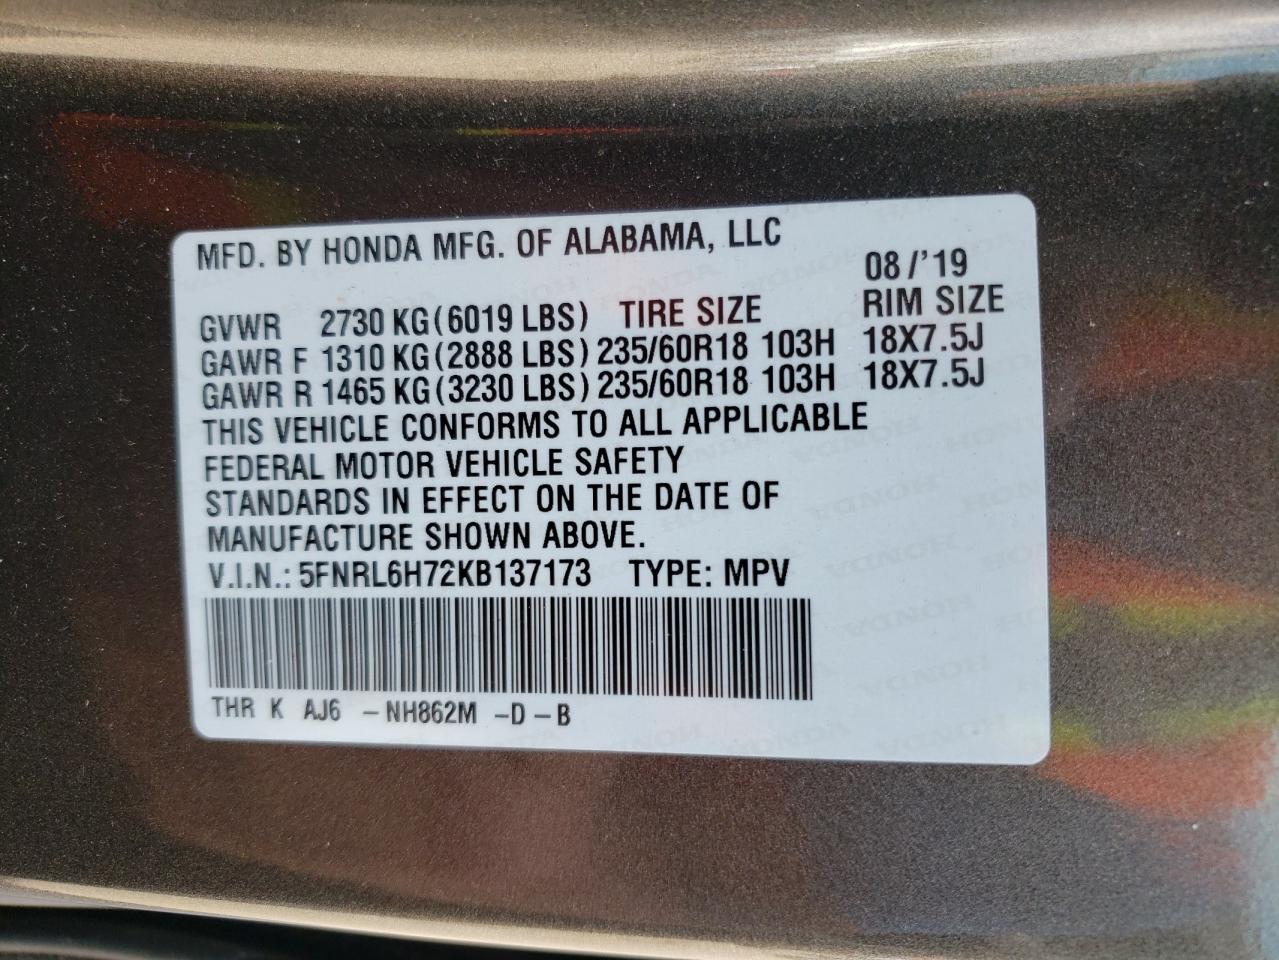 MFD. BY HONDA MFG. OF ALABAMA, LLC
08/'19
GVWR 2730 KG(6019 LBS) TIRE SIZE RIM SIZE
GAWR F 1310 KG(2888 LBS) 235/60R18 103H 18X7.5J
GAWR R 1465 KG(3230 LBS) 235/60R18 103H 18X7.5J
THIS VEHICLE CONFORMS TO ALL APPLICABLE
FEDERAL MOTOR VEHICLE SAFETY
STANDARDS IN EFFECT ON THE DATE OF
MANUFACTURE SHOWN ABOVE.
V.I.N.: 5FNRL6H72KB137173 TYPE: MPV
THR K AJ6 -NH862M -D-B